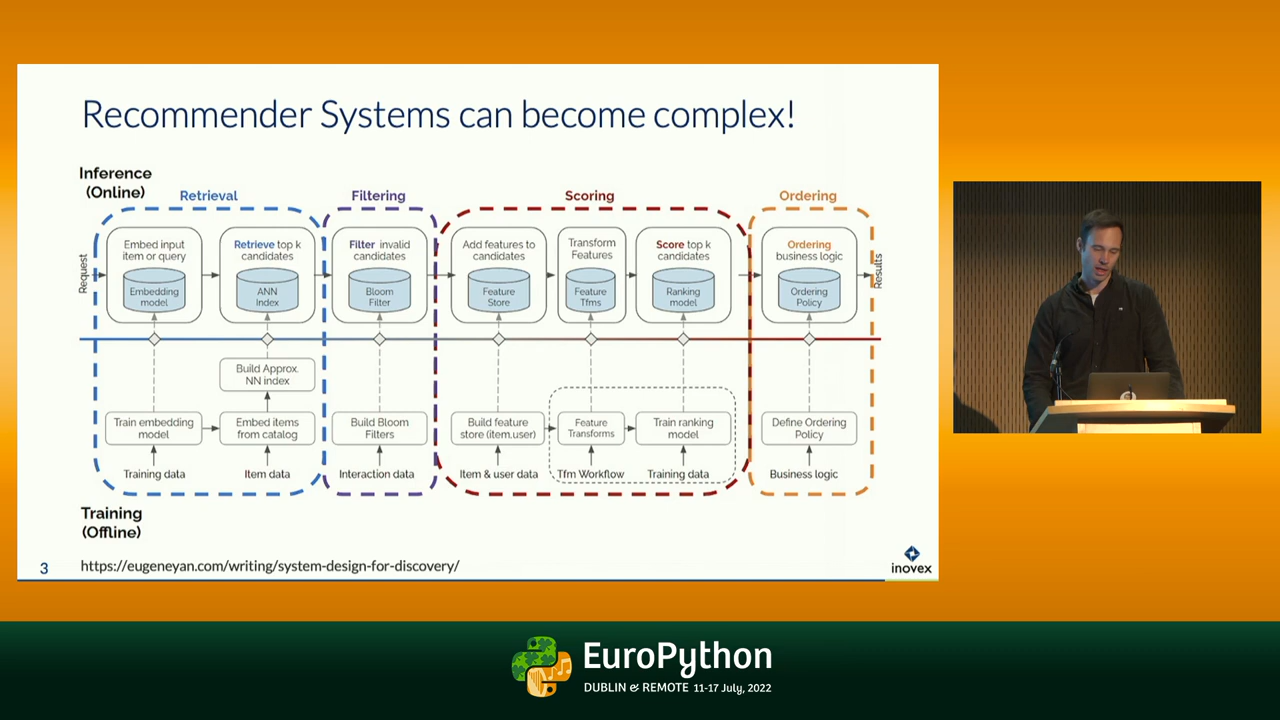 Recommender Systems can become complex!
Inference
(Online)
Retrieval
Filtering
Scoring
Ordering
Request
Embed input
item or query
Embedding
model
Retrieve top k
candidates
ANN
Index
Filter invalid
candidates
Bloom
Filter
Add features to
candidates
Feature
Store
Transform
Features
Feature
Tfms
Score top k
candidates
Ranking
model
Ordering
business logic
Ordering
Policy
Results
Build Approx.
NN index
Train embedding
model
Embed items
from catalog
Build Bloom
Filters
Build feature
store (item.user)
Feature
Transforms
Train ranking
model
Define Ordering
Policy
Training data
Item data
Interaction data
Item & user data
Tfm Workflow
Training data
Business logic
Training
(Offline)
3
https://eugeneyan.com/writing/system-design-for-discovery/
inovex
EuroPython
DUBLIN & REMOTE 11-17 July, 2022